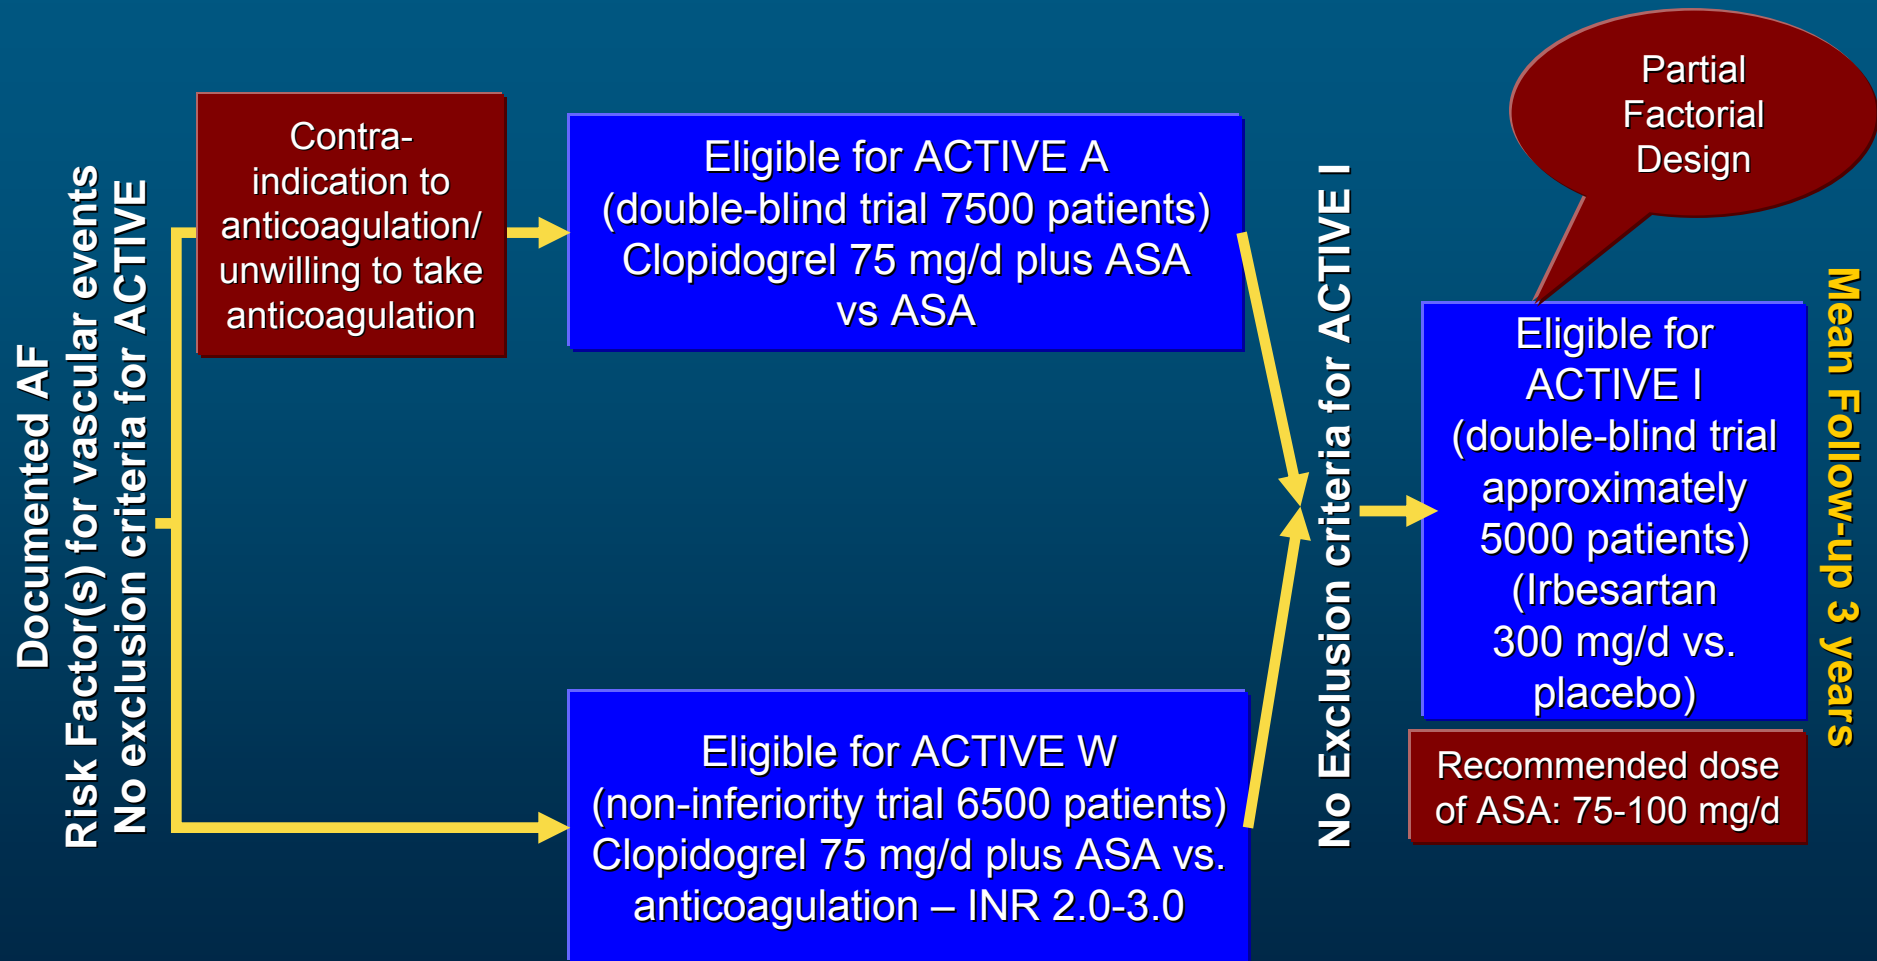 Documented AF
Risk Factor(s) for vascular events
No exclusion criteria for ACTIVE
Contra-
indication to
anticoagulation/
unwilling to take
anticoagulation
Eligible for ACTIVE A
(double-blind trial 7500 patients)
Clopidogrel 75 mg/d plus ASA
vs ASA
Eligible for ACTIVE W
(non-inferiority trial 6500 patients)
Clopidogrel 75 mg/d plus ASA vs.
anticoagulation – INR 2.0-3.0
No Exclusion criteria for ACTIVE I
Partial
Factorial
Design
Eligible for
ACTIVE I
(double-blind trial
approximately
5000 patients)
(Irbesartan
300 mg/d vs.
placebo)
Recommended dose
of ASA: 75-100 mg/d
Mean Follow-up 3 years